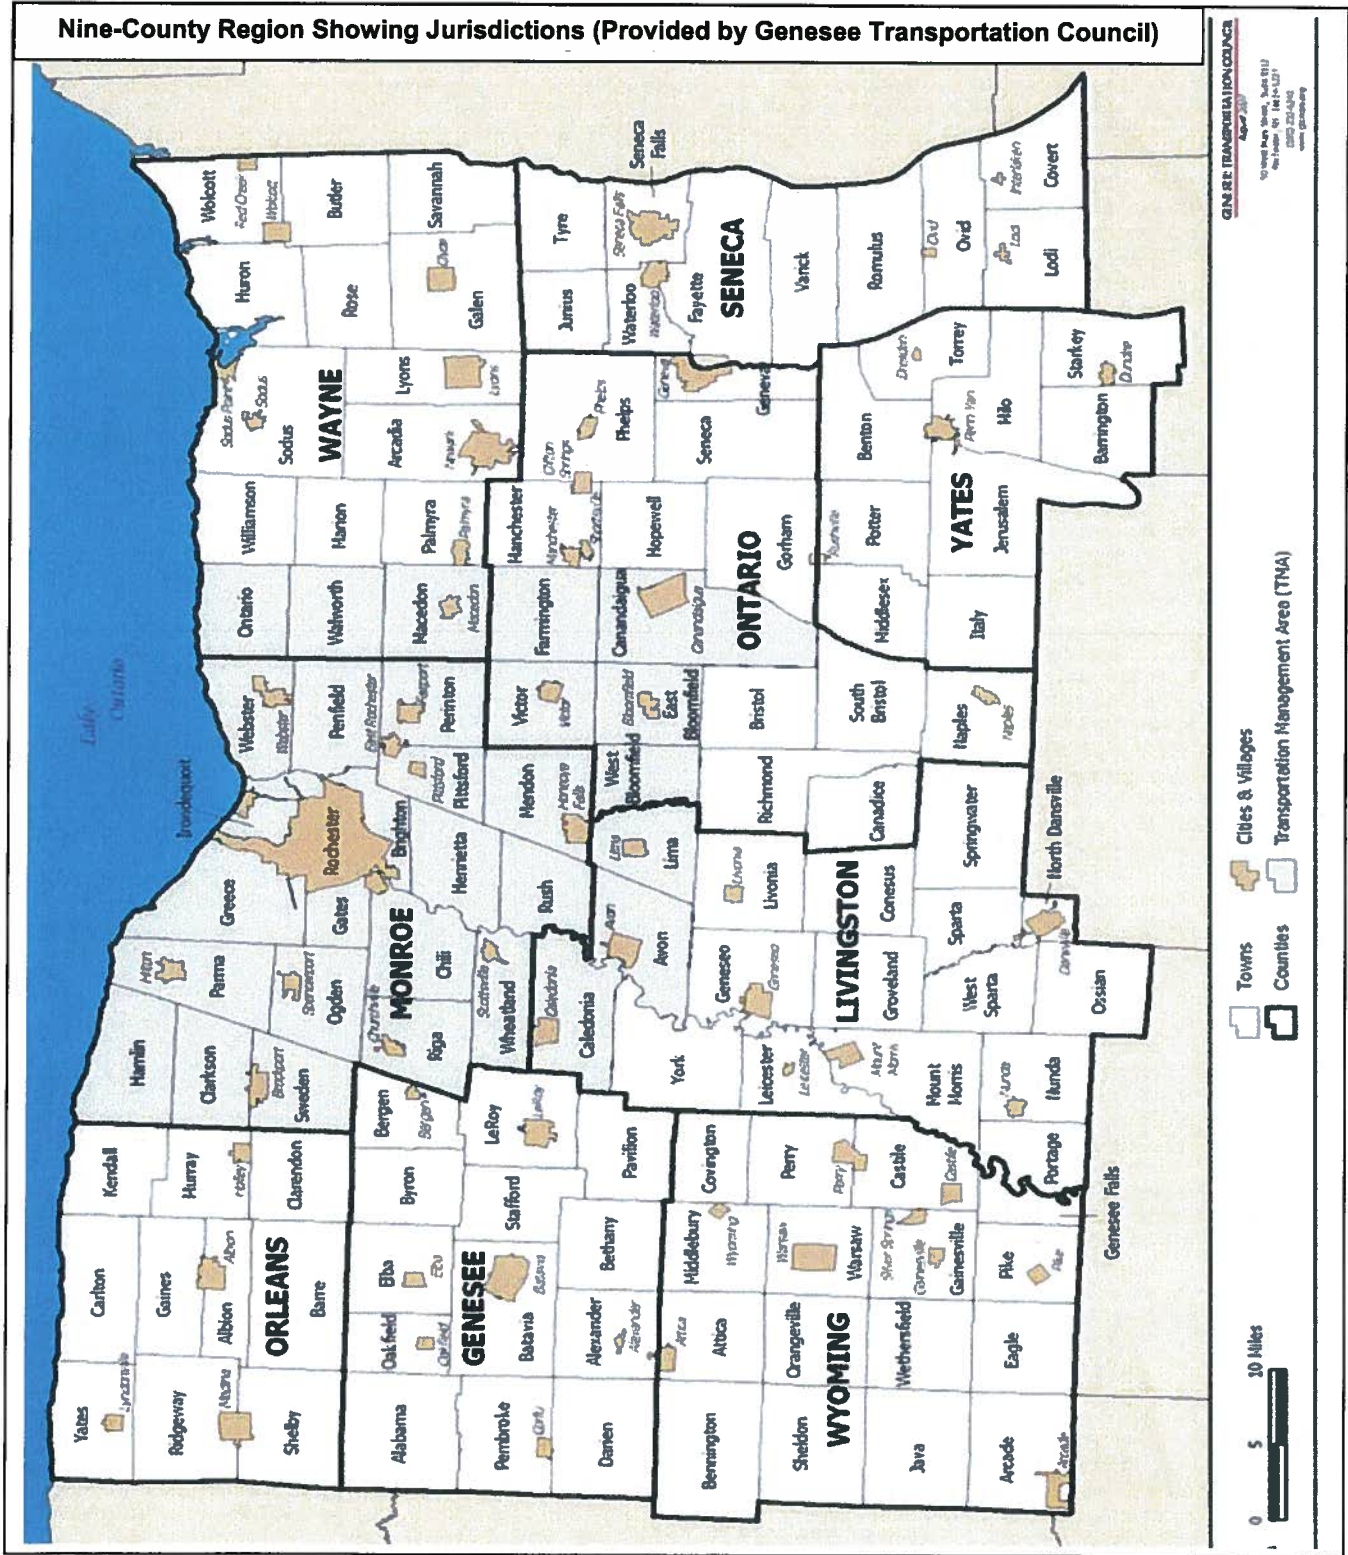 Nine-County Region Showing Jurisdictions (Provided by Genesee Transportation Council)
Lake
Ontario
Irondequoit
Yates
Lyndonville
Carlton
Kendall
Ridgeway
Medina
Gaines
Murray
Holley
Albion
Albion
Shelby
ORLEANS
Barre
Clarendon
Hamlin
Clarkson
Brockport
Sweden
Hilton
Parma
Spencerport
Ogden
Greece
Gates
Rochester
Brighton
MONROE
Churchville
Riga
Chili
Scottsville
Wheatland
Henrietta
Rush
Webster
Webster
Penfield
East Rochester
Fairport
Perinton
Pittsford
Pittsford
Mendon
Honeoye
Falls
Ontario
Walworth
Macedon
Macedon
Williamson
Marion
Palmyra
Palmyra
Sodus Point
Sodus
Sodus
WAYNE
Arcadia
Newark
Lyons
Lyons
Huron
Rose
Galen
Clyde
Wolcott
Red Creek
Wolcott
Butler
Savannah
Alabama
Oakfield
Oakfield
Elba
Elba
Byron
Bergen
Bergen
GENESEE
Pembroke
Corfu
Batavia
Batavia
Stafford
LeRoy
LeRoy
Darien
Alexander
Alexander
Bethany
Pavilion
Caledonia
Caledonia
Avon
Avon
Lima
Lima
York
Geneseo
Geneseo
Livonia
Livonia
Leicester
Leicester
LIVINGSTON
Groveland
Conesus
Mount
Morris
Mount
Morris
West
Sparta
Sparta
Springwater
North Dansville
Dansville
Nunda
Nunda
Portage
Ossian
Victor
Victor
Farmington
Manchester
Manchester
Shortsville
Clifton
Springs
Phelps
Phelps
West
Bloomfield
Bloomfield
East
Bloomfield
Canandaigua
Canandaigua
Hopewell
Seneca
Geneva
Geneva
ONTARIO
Gorham
Richmond
Bristol
Canadice
South
Bristol
Naples
Naples
Junius
Tyre
Waterloo
Waterloo
Seneca Falls
Seneca
Falls
Fayette
SENECA
Varick
Romulus
Ovid
Ovid
Lodi
Lodi
Interlaken
Covert
Middlesex
Rushville
Potter
Benton
Dresden
Torrey
YATES
Penn Yan
Italy
Jerusalem
Milo
Barrington
Starkey
Dundee
Bennington
Attica
Attica
Middlebury
Wyoming
Covington
Sheldon
Orangeville
Warsaw
Warsaw
Perry
Perry
WYOMING
Java
Wethersfield
Silver Springs
Gainesville
Gainesville
Castile
Castile
Arcade
Arcade
Eagle
Pike
Pike
Genesee Falls
0 5 10 Miles
Towns
Cities & Villages
Counties
Transportation Management Area (TMA)
GENESEE TRANSPORTATION COUNCIL